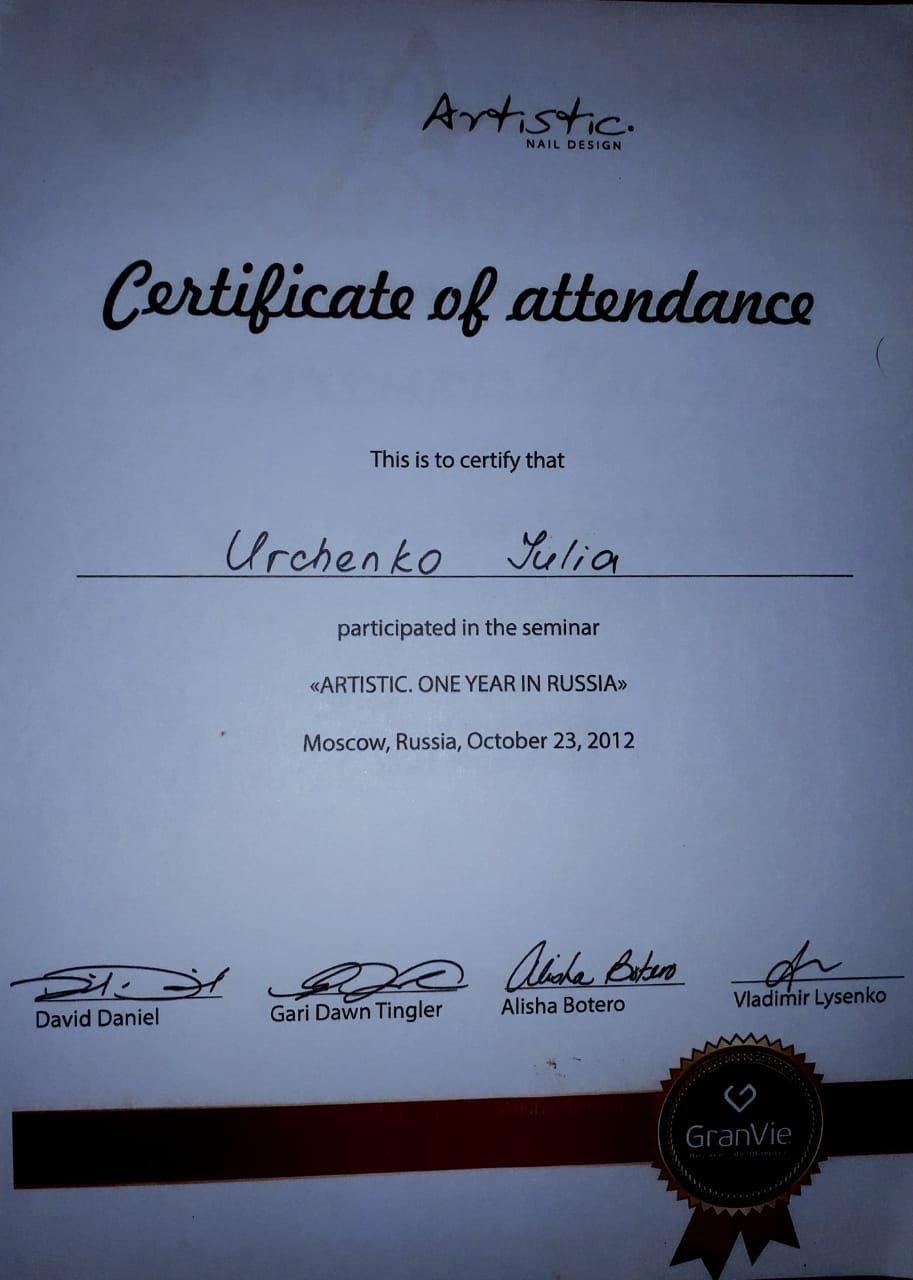 Artistic.
NAIL DESIGN
Certificate of attendance
This is to certify that
Urchenko Julia
participated in the seminar
«ARTISTIC. ONE YEAR IN RUSSIA»
Moscow, Russia, October 23, 2012
Alisha Botero
David Daniel
Gari Dawn Tingler
Alisha Botero
Vladimir Lysenko
GranVie